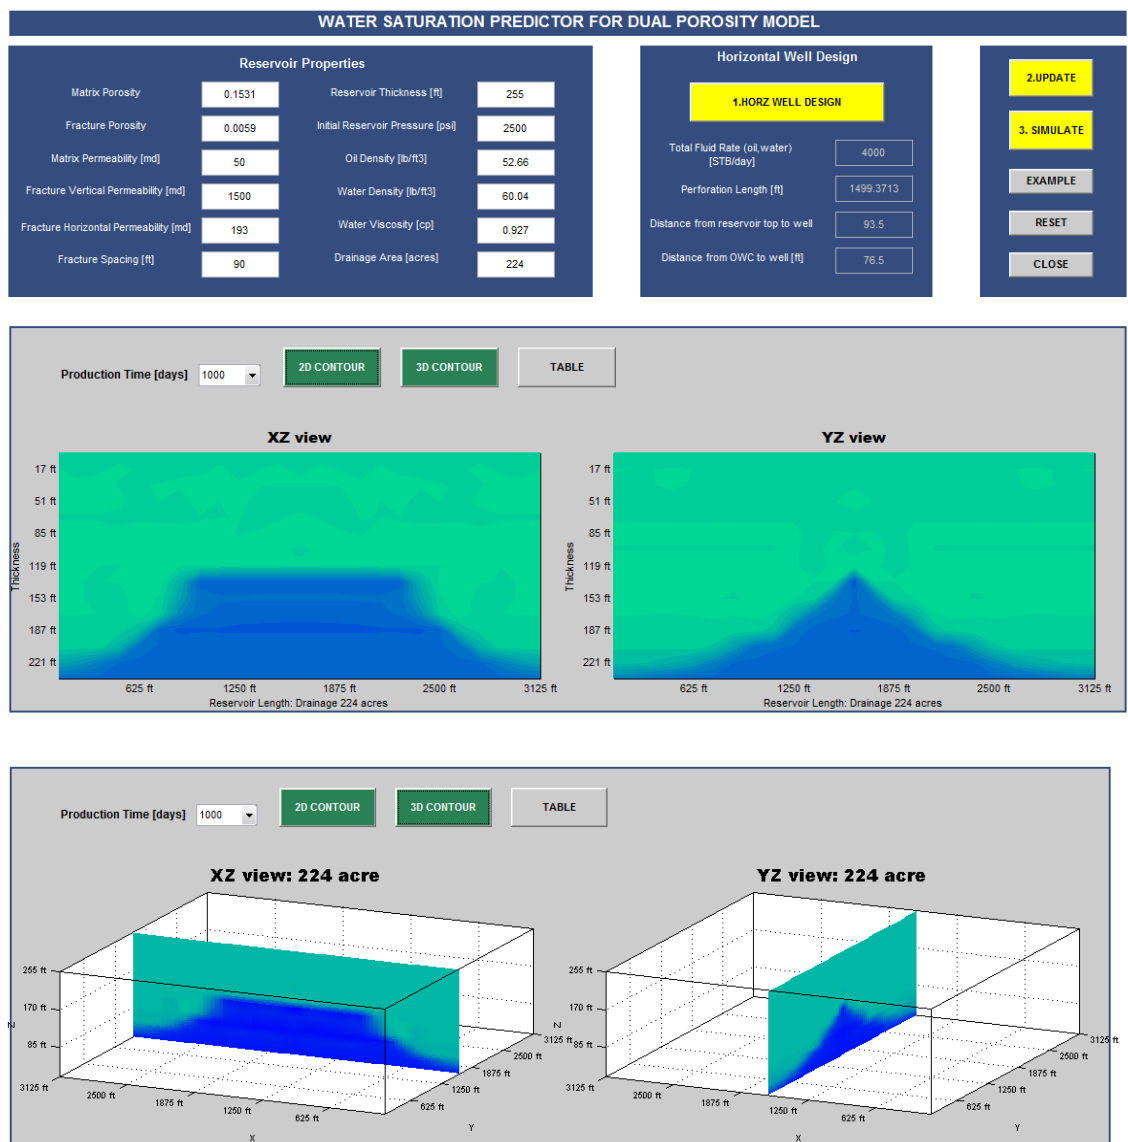 WATER SATURATION PREDICTOR FOR DUAL POROSITY MODEL
Reservoir Properties
Matrix Porosity 0.1531 Reservoir Thickness [ft] 255
Fracture Porosity 0.0059 Initial Reservoir Pressure [psi] 2500
Matrix Permeability [md] 50 Oil Density [lb/ft3] 52.66
Fracture Vertical Permeability [md] 1500 Water Density [lb/ft3] 60.04
Fracture Horizontal Permeability [md] 193 Water Viscosity [cp] 0.927
Fracture Spacing [ft] 90 Drainage Area [acres] 224
Horizontal Well Design
1.HORZ WELL DESIGN
Total Fluid Rate (oil,water)
[STB/day] 4000
Perforation Length [ft] 1499.3713
Distance from reservoir top to well 93.5
Distance from OWC to well [ft] 76.5
2.UPDATE
3. SIMULATE
EXAMPLE
RESET
CLOSE
Production Time [days] 1000 2D CONTOUR 3D CONTOUR TABLE
XZ view
17 ft
51 ft
85 ft
119 ft
153 ft
187 ft
221 ft
Thickness
625 ft 1250 ft 1875 ft 2500 ft 3125 ft
Reservoir Length: Drainage 224 acres
YZ view
17 ft
51 ft
85 ft
119 ft
153 ft
187 ft
221 ft
Thickness
625 ft 1250 ft 1875 ft 2500 ft 3125 ft
Reservoir Length: Drainage 224 acres
Production Time [days] 1000 2D CONTOUR 3D CONTOUR TABLE
XZ view: 224 acre
255 ft
170 ft
85 ft
Z
3125 ft 2500 ft 1875 ft 1250 ft 625 ft
X
625 ft 1250 ft 1875 ft 2500 ft 3125 ft
Y
YZ view: 224 acre
255 ft
170 ft
85 ft
Z
3125 ft 2500 ft 1875 ft 1250 ft 625 ft
X
625 ft 1250 ft 1875 ft 2500 ft 3125 ft
Y